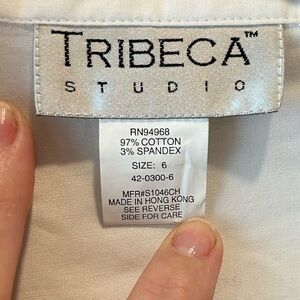 TRIBECA™
STUDIO
RN94968
97% COTTON
3% SPANDEX
SIZE: 6
42-0300-6
MFR#S1046CH
MADE IN HONG KONG
SEE REVERSE
SIDE FOR CARE